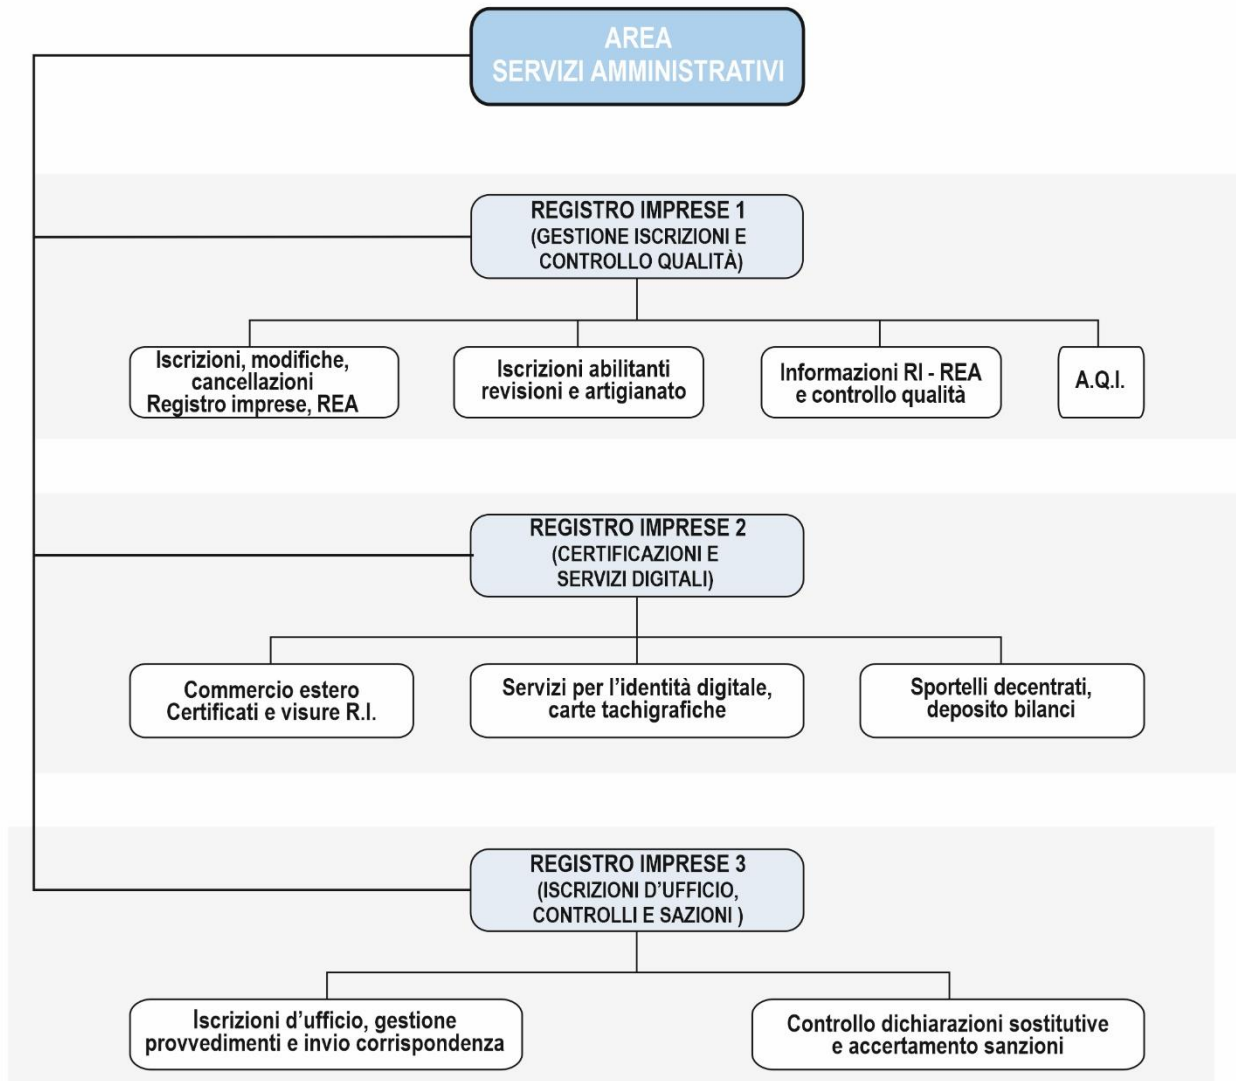 AREA
SERVIZI AMMINISTRATIVI
REGISTRO IMPRESE 1
(GESTIONE ISCRIZIONI E
CONTROLLO QUALITÀ)
Iscrizioni, modifiche,
cancellazioni
Registro imprese, REA
Iscrizioni abilitanti
revisioni e artigianato
Informazioni RI - REA
e controllo qualità
A.Q.I.
REGISTRO IMPRESE 2
(CERTIFICAZIONI E
SERVIZI DIGITALI)
Commercio estero
Certificati e visure R.I.
Servizi per l’identità digitale,
carte tachigrafiche
Sportelli decentrati,
deposito bilanci
REGISTRO IMPRESE 3
(ISCRIZIONI D’UFFICIO,
CONTROLLI E SAZIONI )
Iscrizioni d’ufficio, gestione
provvedimenti e invio corrispondenza
Controllo dichiarazioni sostitutive
e accertamento sanzioni